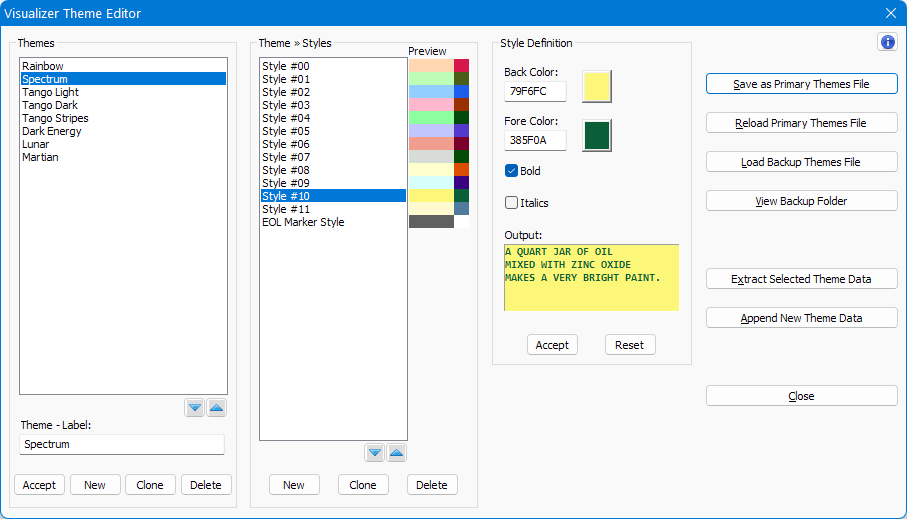 Visualizer Theme Editor
Themes
Rainbow
Spectrum
Tango Light
Tango Dark
Tango Stripes
Dark Energy
Lunar
Martian
Theme - Label:
Spectrum
Accept
New
Clone
Delete
Theme » Styles
Preview
Style #00
Style #01
Style #02
Style #03
Style #04
Style #05
Style #06
Style #07
Style #08
Style #09
Style #10
Style #11
EOL Marker Style
New
Clone
Delete
Style Definition
Back Color:
79F6FC
Fore Color:
385F0A
Bold
Italics
Output:
A QUART JAR OF OIL
MIXED WITH ZINC OXIDE
MAKES A VERY BRIGHT PAINT.
Accept
Reset
Save as Primary Themes File
Reload Primary Themes File
Load Backup Themes File
View Backup Folder
Extract Selected Theme Data
Append New Theme Data
Close